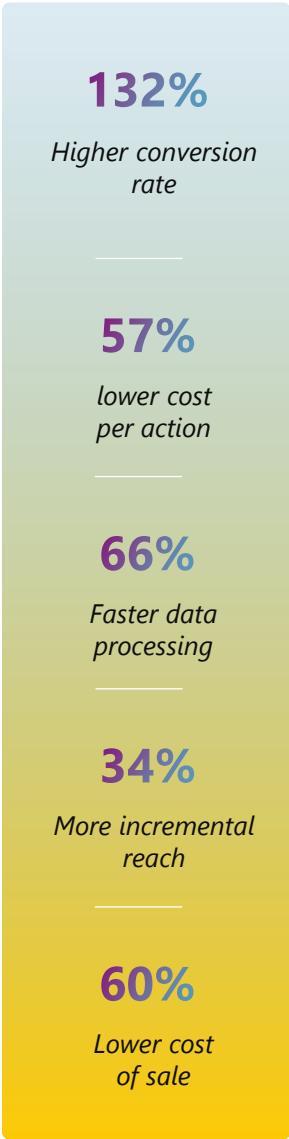 132%
Higher conversion
rate
57%
lower cost
per action
66%
Faster data
processing
34%
More incremental
reach
60%
Lower cost
of sale